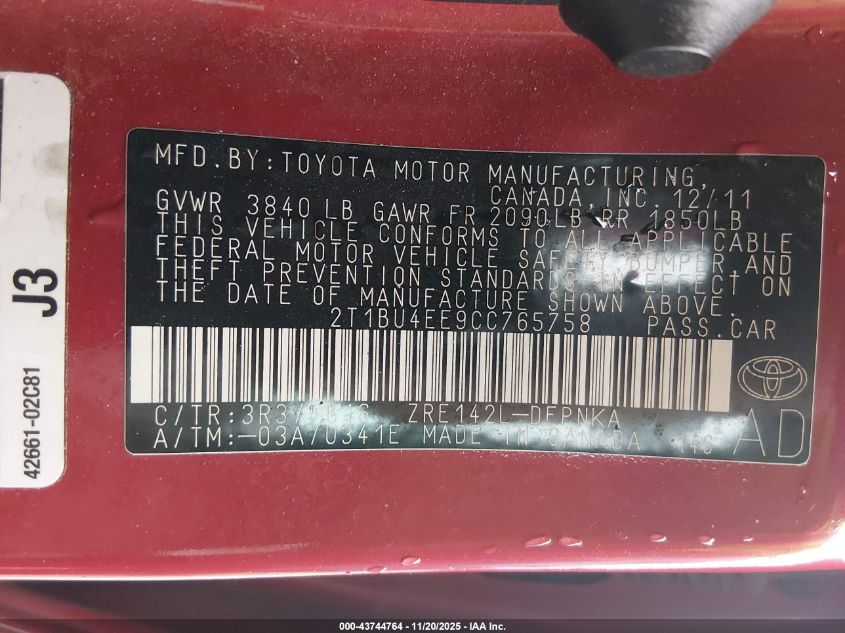 MFD.BY:TOYOTA MOTOR MANUFACTURING,
CANADA, INC. 12/11
GVWR 3840 LB GAWR FR 2090LB RR 1850LB
THIS VEHICLE CONFORMS TO ALL APPLICABLE
FEDERAL MOTOR VEHICLE SAFETY, BUMPER AND
THEFT PREVENTION STANDARDS IN EFFECT ON
THE DATE OF MANUFACTURE SHOWN ABOVE.
2T1BU4EE9CC765758 PASS.CAR
C/TR: ZRE142L-DEPNKA
A/TM:-03A/U341E MADE IN CANADA
AD
J3
42661-02C81
000-43744764 | 11/20/2025 - IAA Inc.